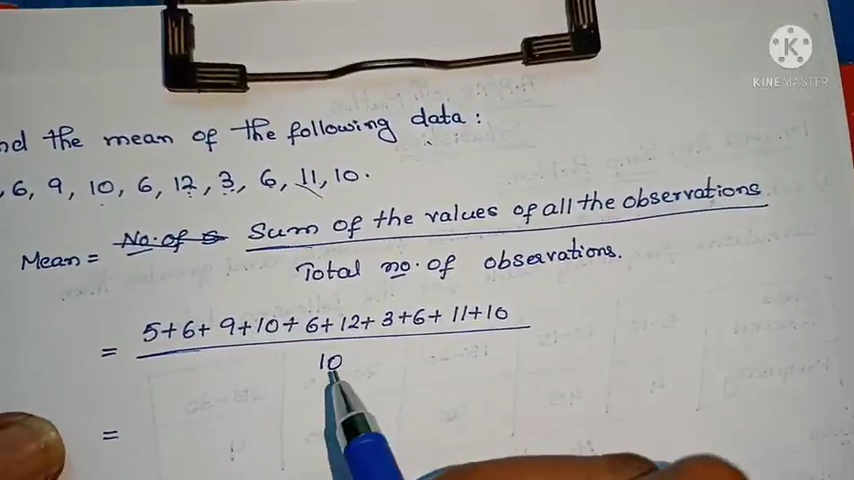 KINEMASTER
nd the mean of the following data:
, 6, 9, 10, 6, 12, 3, 6, 11, 10.
Mean = No. of s Sum of the values of all the observations
Total no. of observations.
= 5+6+ 9+10+ 6+ 12+ 3+6+ 11+10
10
=